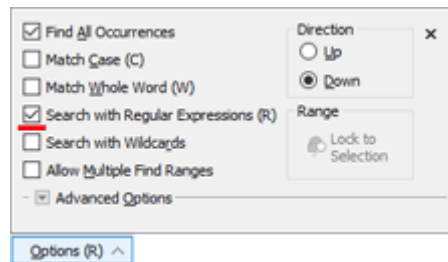 Find All Occurrences
Match Case (C)
Match Whole Word (W)
Search with Regular Expressions (R)
Search with Wildcards
Allow Multiple Find Ranges
Advanced Options
Direction
Up
Down
Range
Lock to
Selection
Options (R)